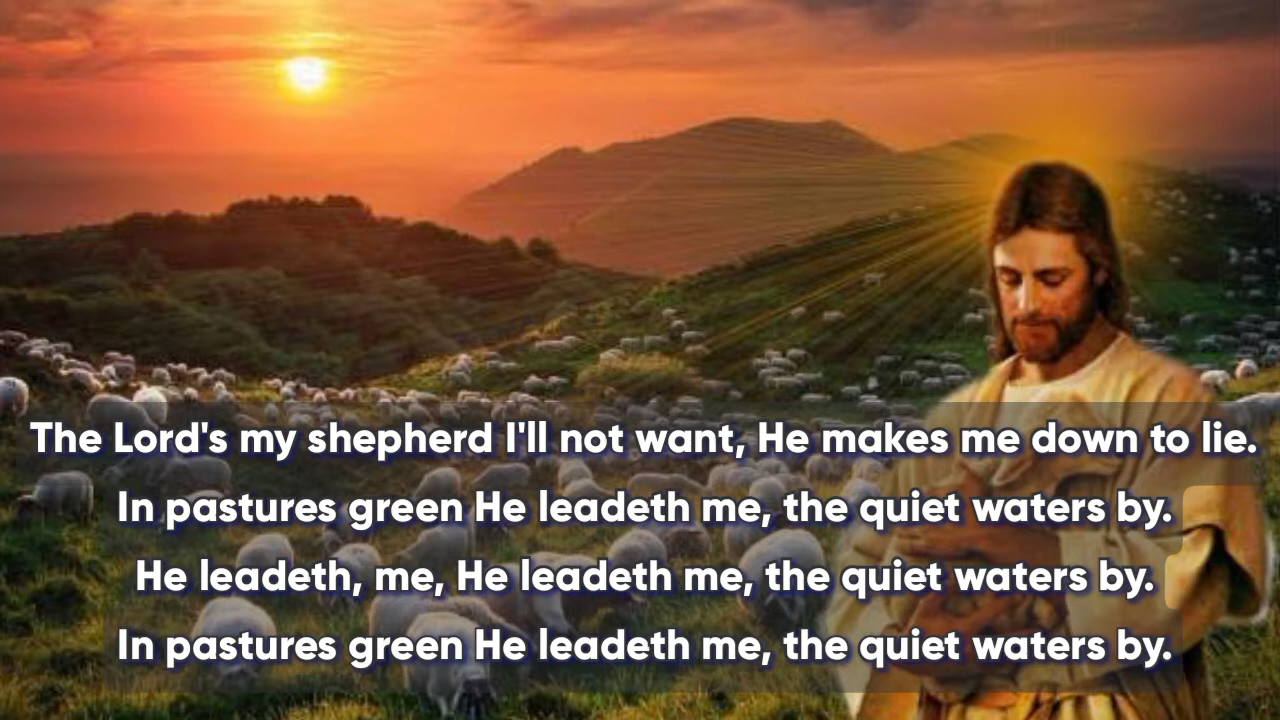 The Lord's my shepherd I'll not want, He makes me down to lie.
In pastures green He leadeth me, the quiet waters by.
He leadeth, me, He leadeth me, the quiet waters by.
In pastures green He leadeth me, the quiet waters by.